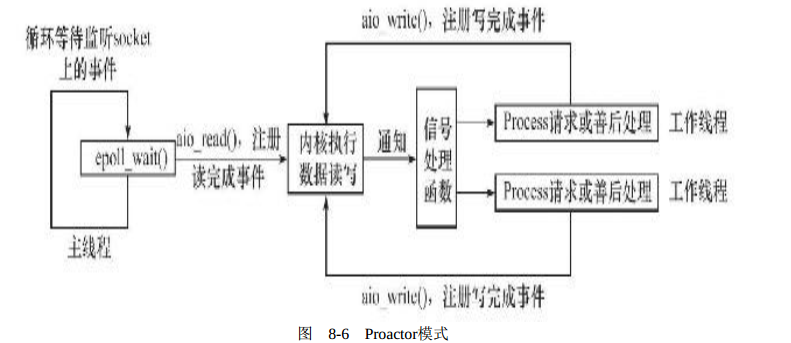 aio_write(), 注册写完成事件
循环等待监听socket
上的事件
epoll_wait()
主线程
aio_read(), 注册
读完成事件
内核执行
数据读写
通知
信号
处理
函数
Process请求或善后处理
工作线程
Process请求或善后处理
工作线程
aio_write(), 注册写完成事件
图 8-6 Proactor模式